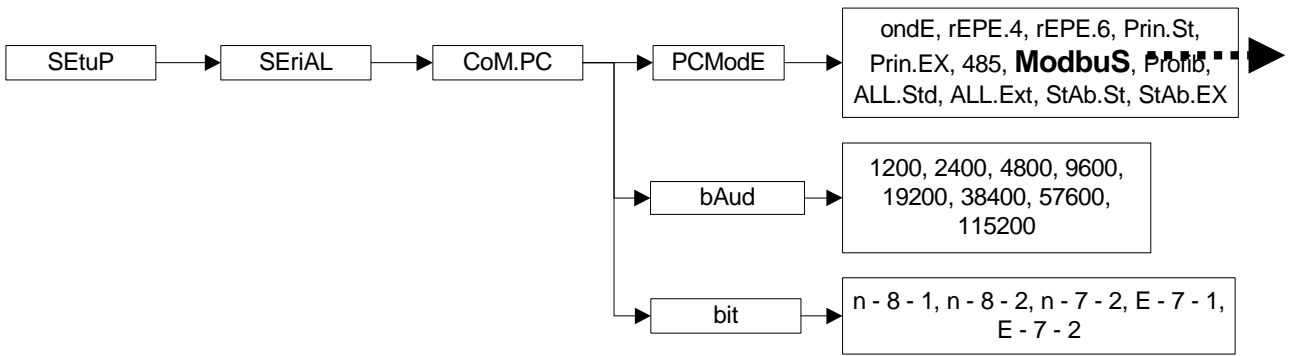 SEtuP
SEriAL
CoM.PC
PCModE
ondE, rEPE.4, rEPE.6, Prin.St,
Prin.EX, 485, ModbuS, Profib,
ALL.Std, ALL.Ext, StAb.St, StAb.EX
bAud
1200, 2400, 4800, 9600,
19200, 38400, 57600,
115200
bit
n - 8 - 1, n - 8 - 2, n - 7 - 2, E - 7 - 1,
E - 7 - 2